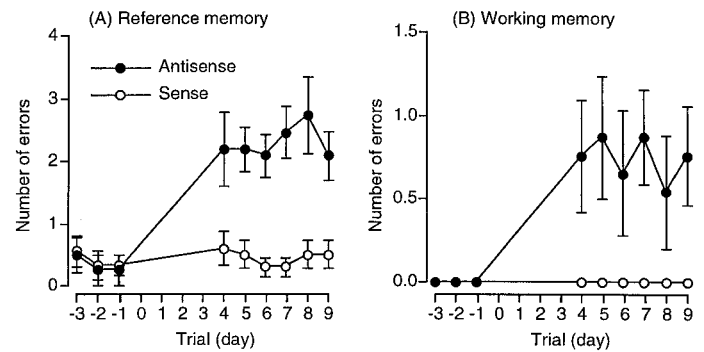 (A) Reference memory
4
3
2
1
0
Number of errors
Antisense
Sense
-3 -2 -1 0 1 2 3 4 5 6 7 8 9
Trial (day)
(B) Working memory
1.5
1.0
0.5
0.0
Number of errors
-3 -2 -1 0 1 2 3 4 5 6 7 8 9
Trial (day)